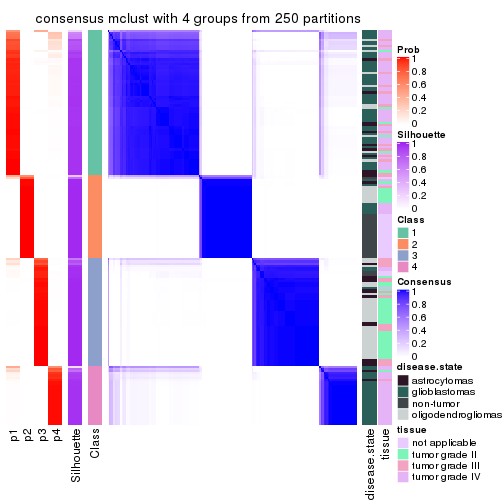 consensus mclust with 4 groups from 250 partitions
p1
p2
p3
p4
Silhouette
Class
disease.state
tissue
Prob
1
0.8
0.6
0.4
0.2
0
Silhouette
1
0.8
0.6
0.4
0.2
0
Class
1
2
3
4
Consensus
1
0.8
0.6
0.4
0.2
0
disease.state
astrocytomas
glioblastomas
non-tumor
oligodendrogliomas
tissue
not applicable
tumor grade II
tumor grade III
tumor grade IV